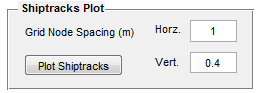 Shiptracks Plot
Grid Node Spacing (m) Horz. 1
Plot Shiptracks Vert. 0.4